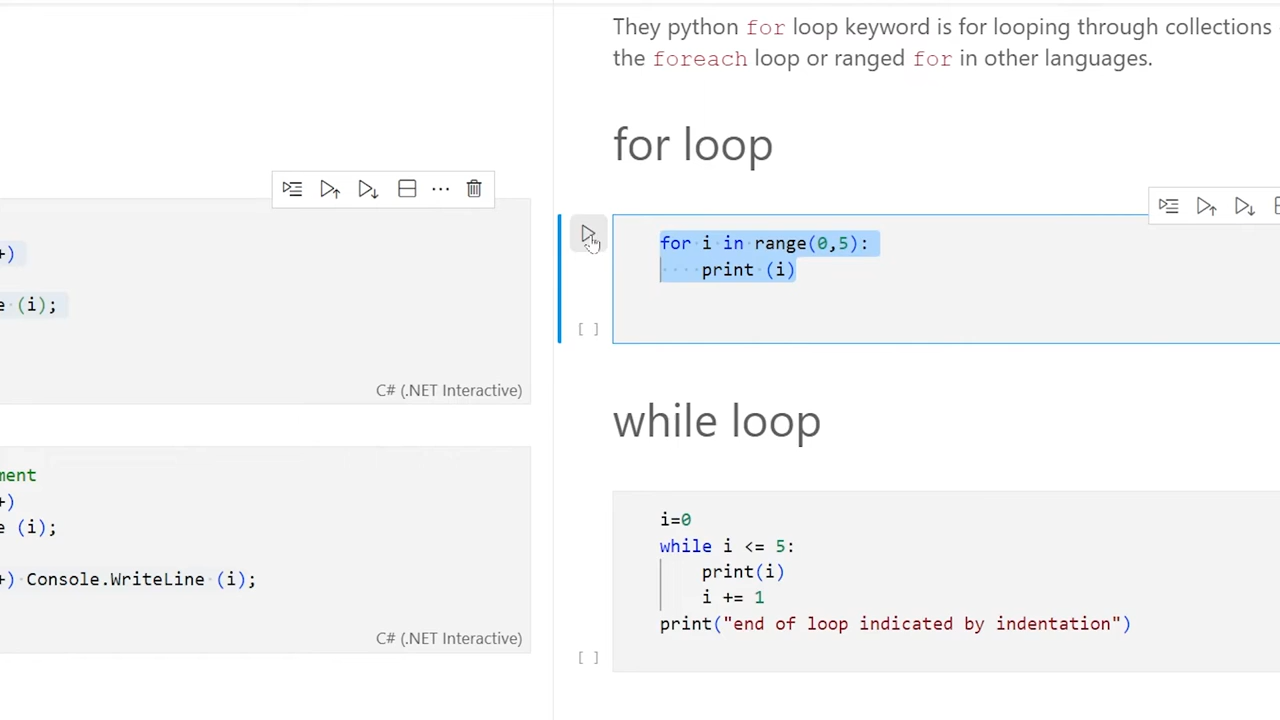 They python for loop keyword is for looping through collections
the foreach loop or ranged for in other languages.
for loop
+)
e (i);
C# (.NET Interactive)
for i in range(0,5):
print (i)
[ ]
while loop
ment
+)
e (i);
+) Console.WriteLine (i);
C# (.NET Interactive)
i=0
while i <= 5:
print(i)
i += 1
print("end of loop indicated by indentation")
[ ]